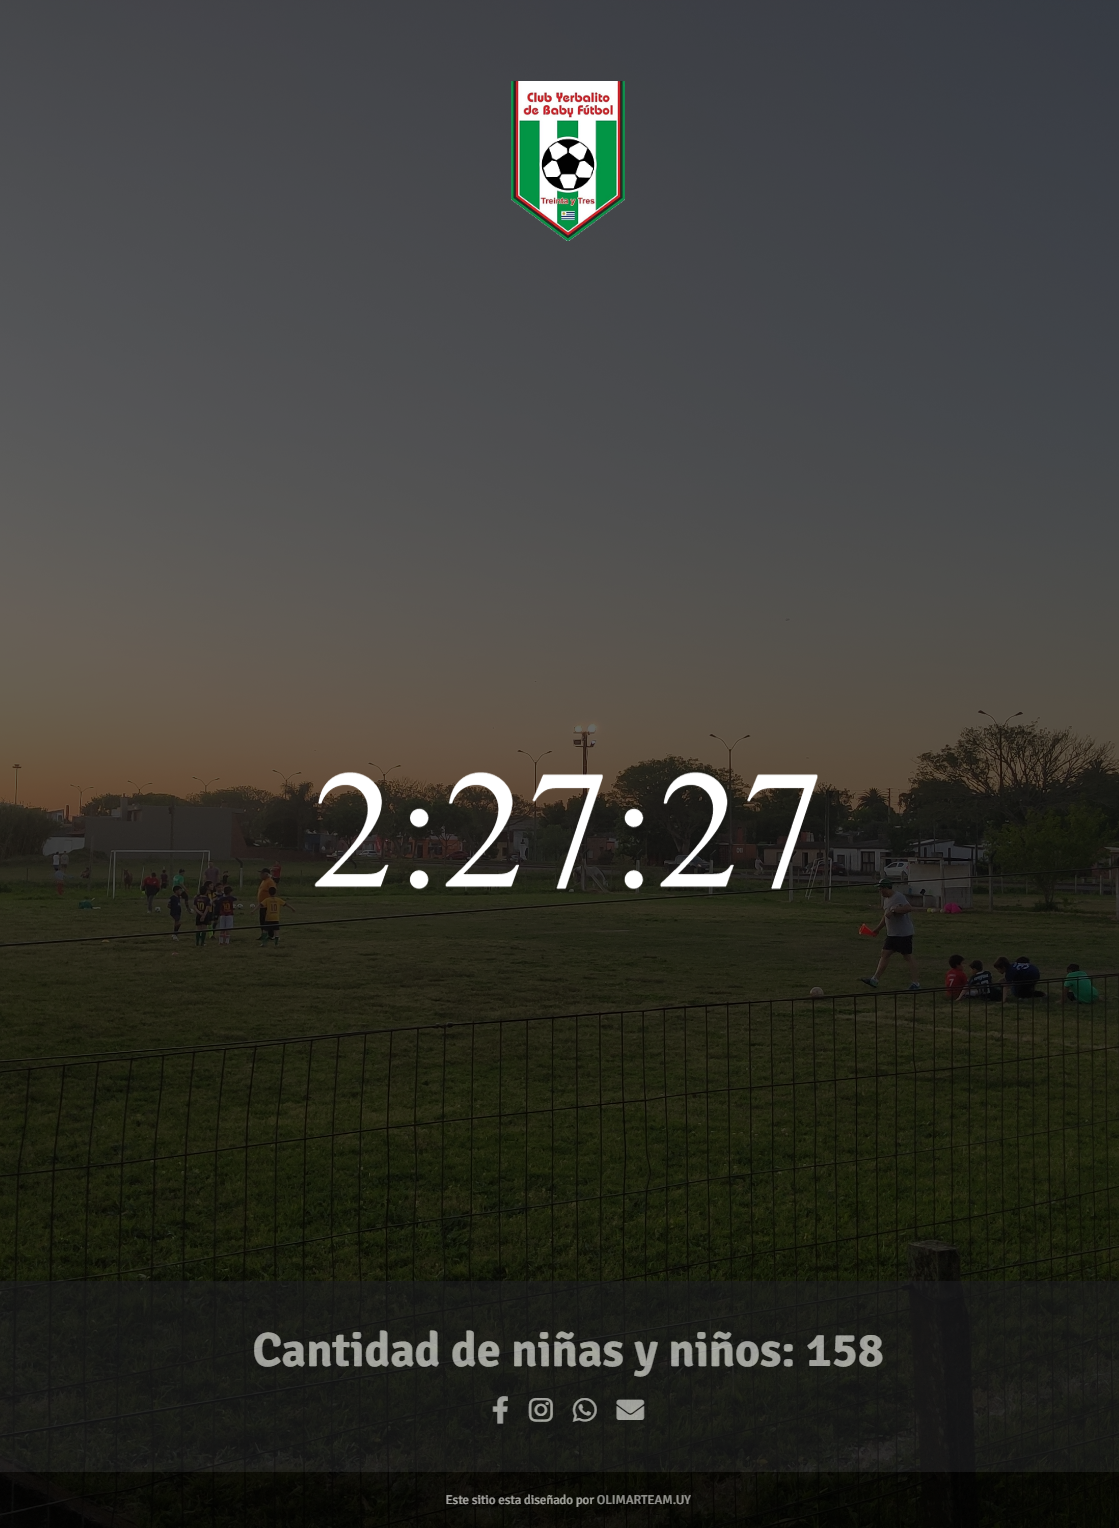 Club Yerbalito
de Baby Fútbol
Treinta y Tres
2:27:27
Cantidad de niñas y niños: 158
Este sitio esta diseñado por OLIMARTEAM.UY